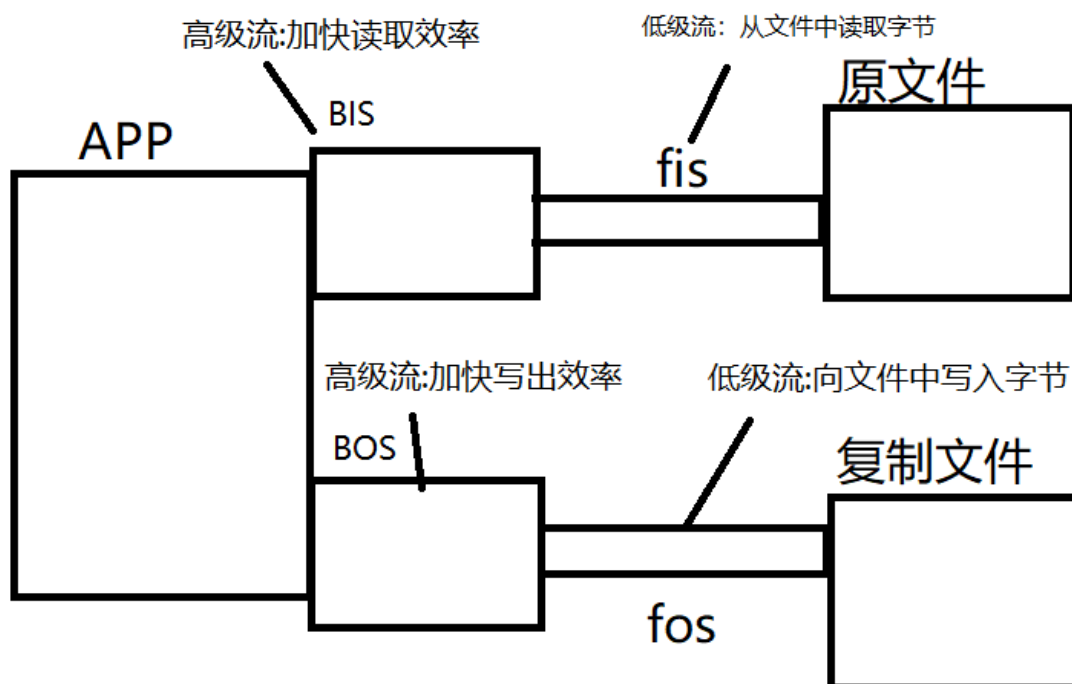 高级流:加快读取效率
低级流：从文件中读取字节
原文件
BIS
APP
fis
高级流:加快写出效率
低级流:向文件中写入字节
BOS
复制文件
fos